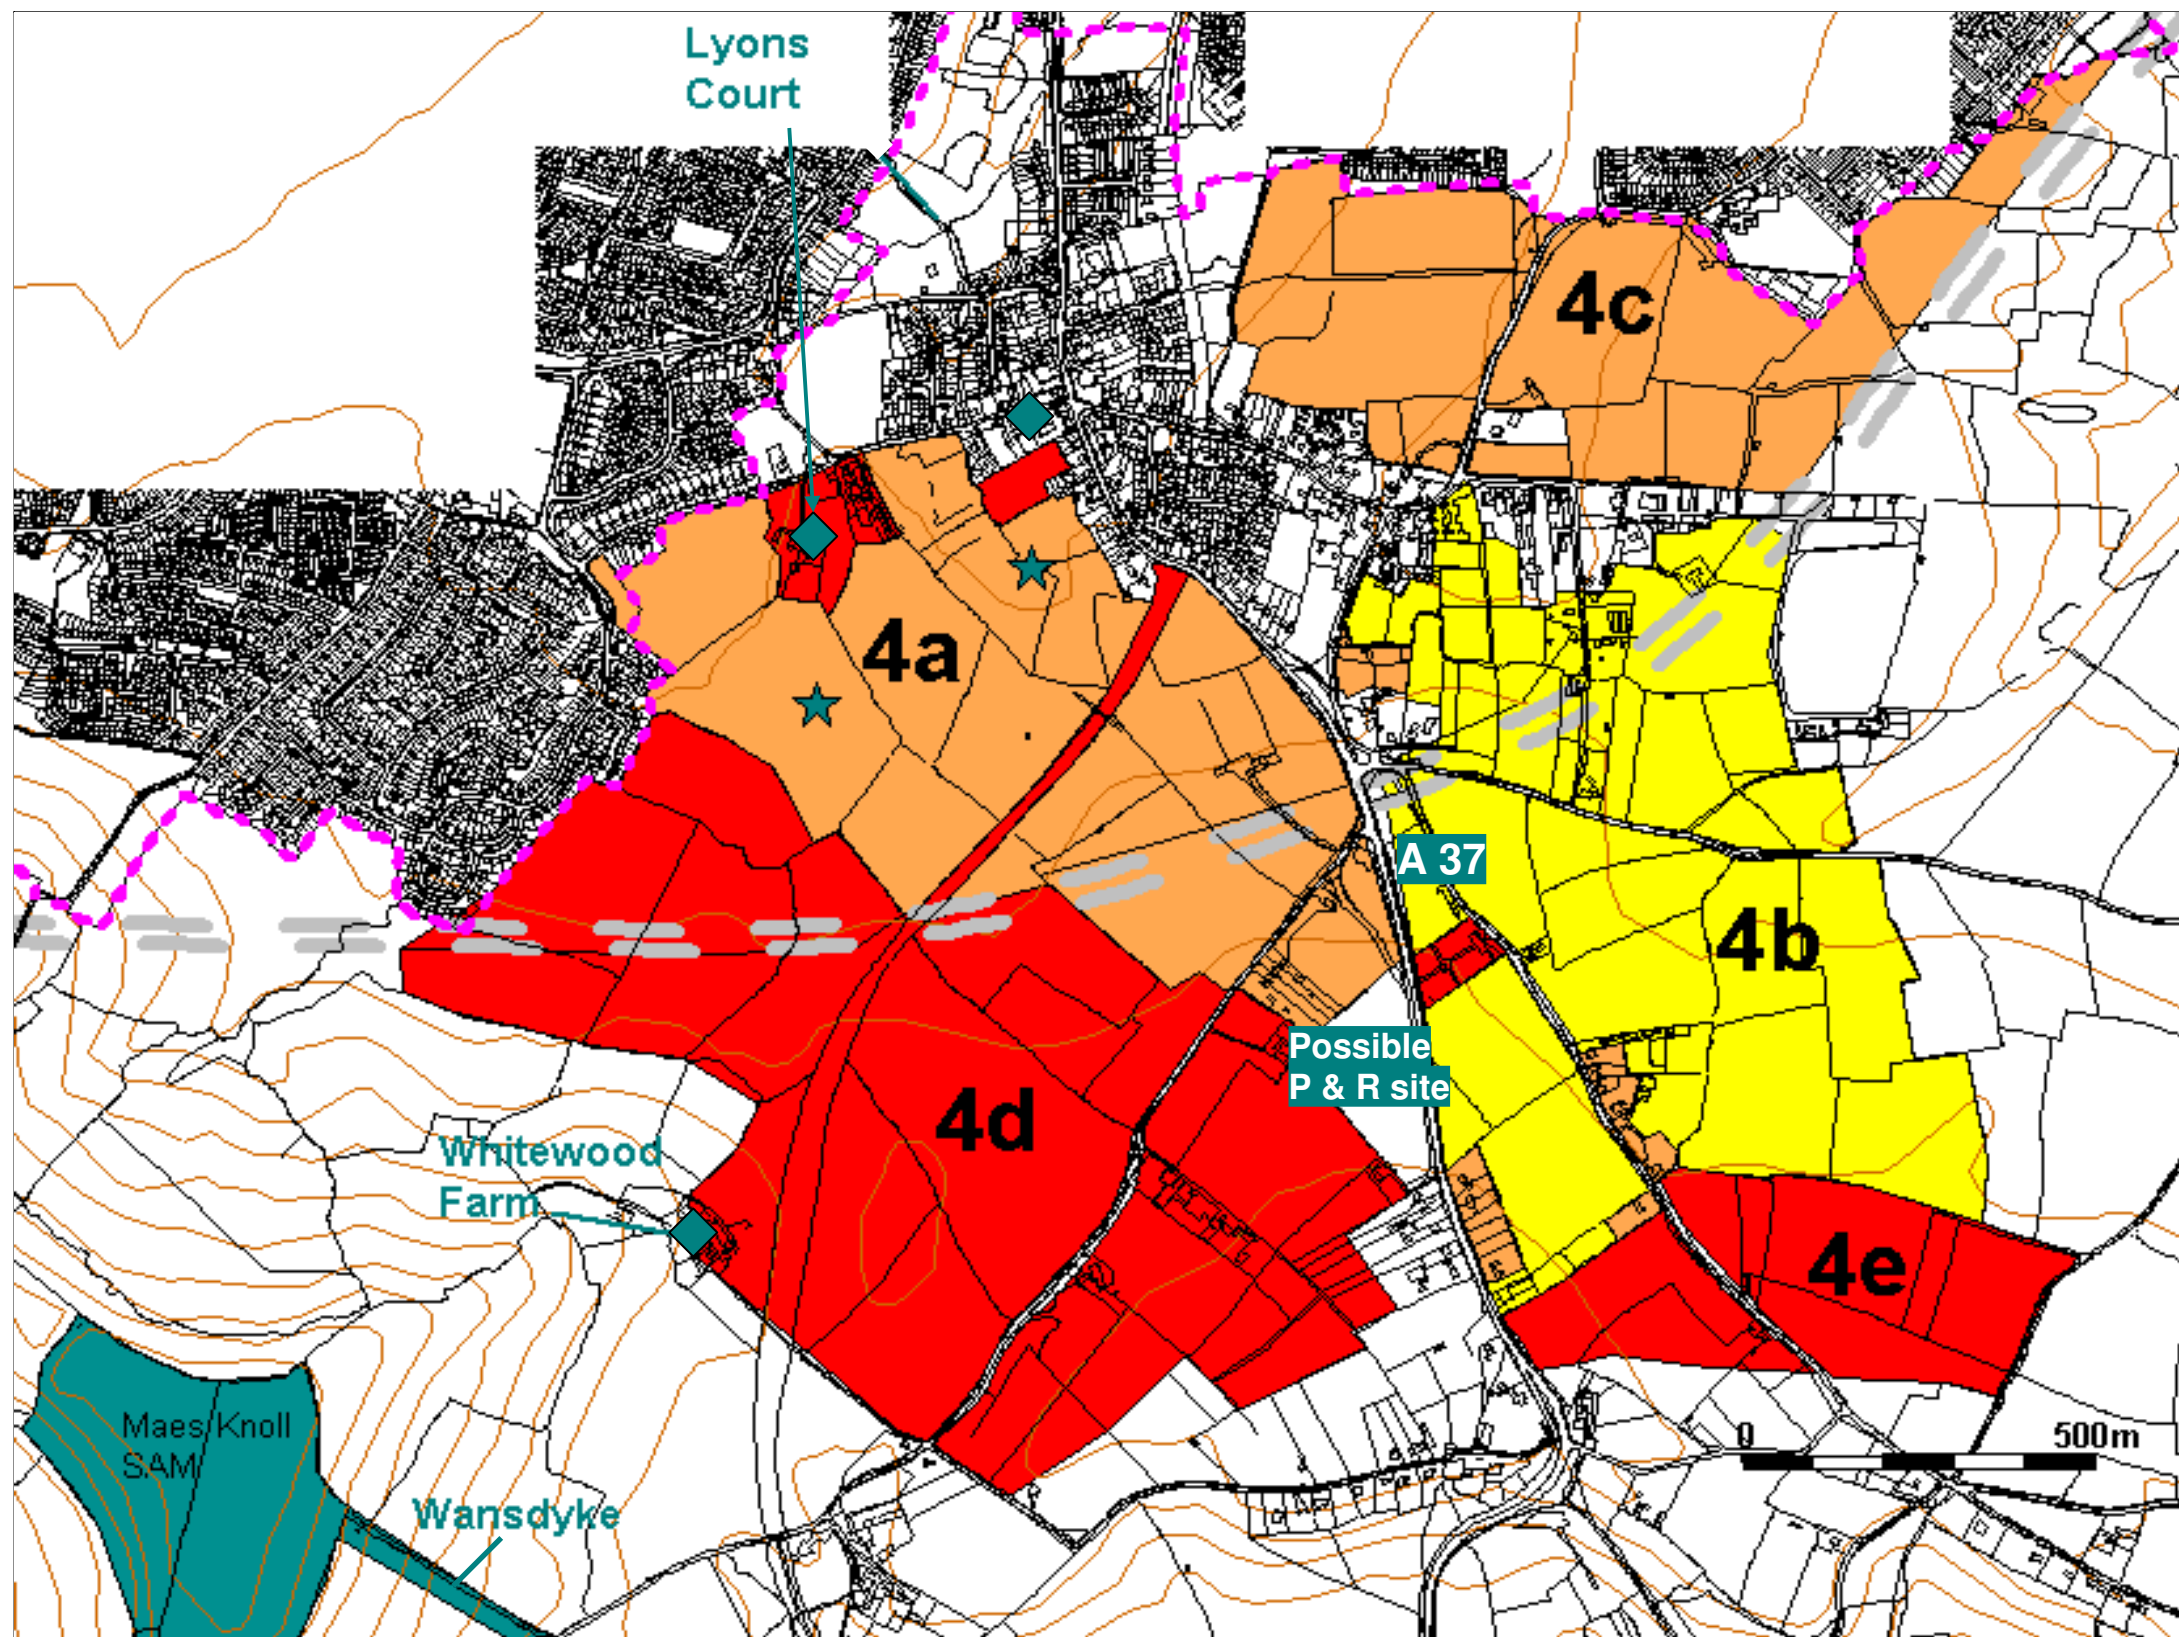 Lyons
Court
4c
4a
A 37
4b
Possible
P & R site
4d
Whitewood
Farm
4e
Maes Knoll
SAM
0 500m
Wansdyke